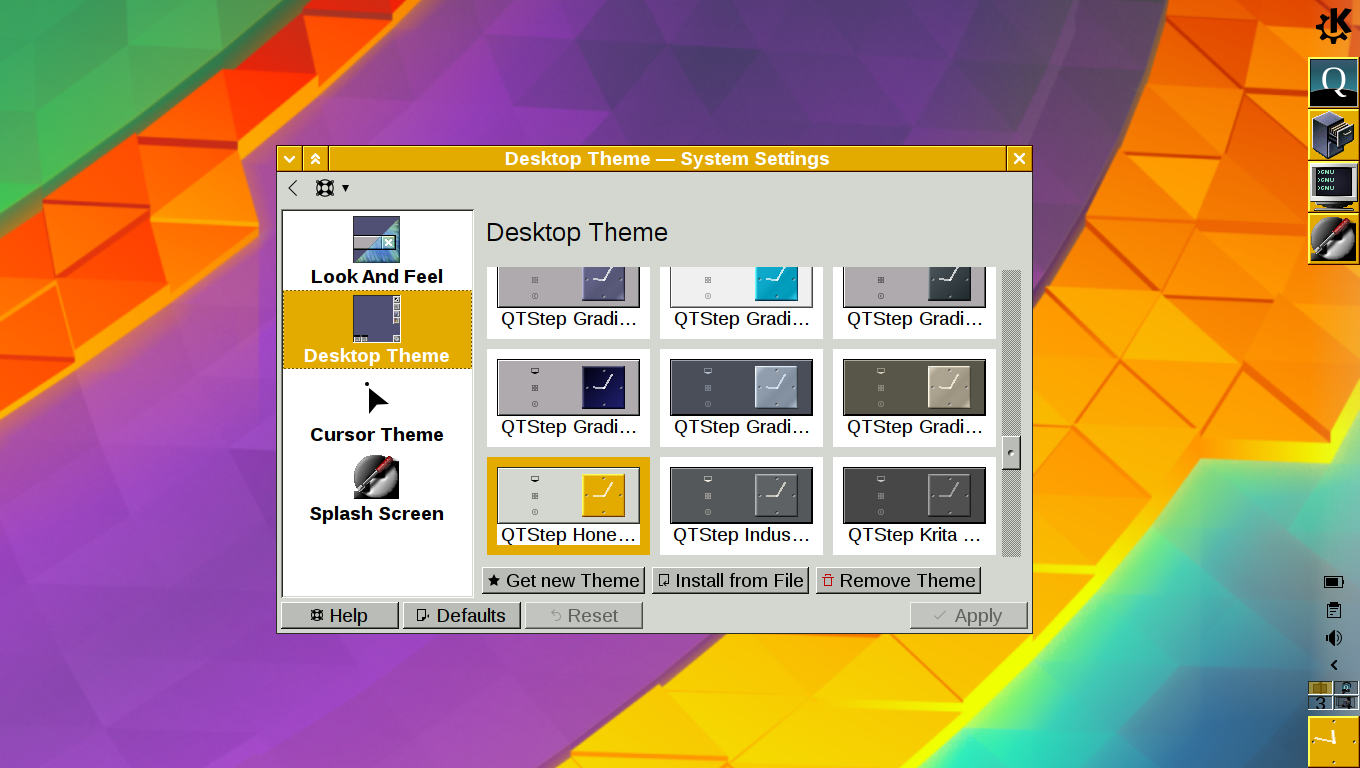 K
Q
>GNU
>GNU
>GNU
Desktop Theme — System Settings
Look And Feel
Desktop Theme
Cursor Theme
Splash Screen
Desktop Theme
QTStep Gradi... QTStep Gradi... QTStep Gradi...
QTStep Gradi... QTStep Gradi... QTStep Gradi...
QTStep Hone... QTStep Indus... QTStep Krita ...
Get new Theme Install from File Remove Theme
Help Defaults Reset Apply
3